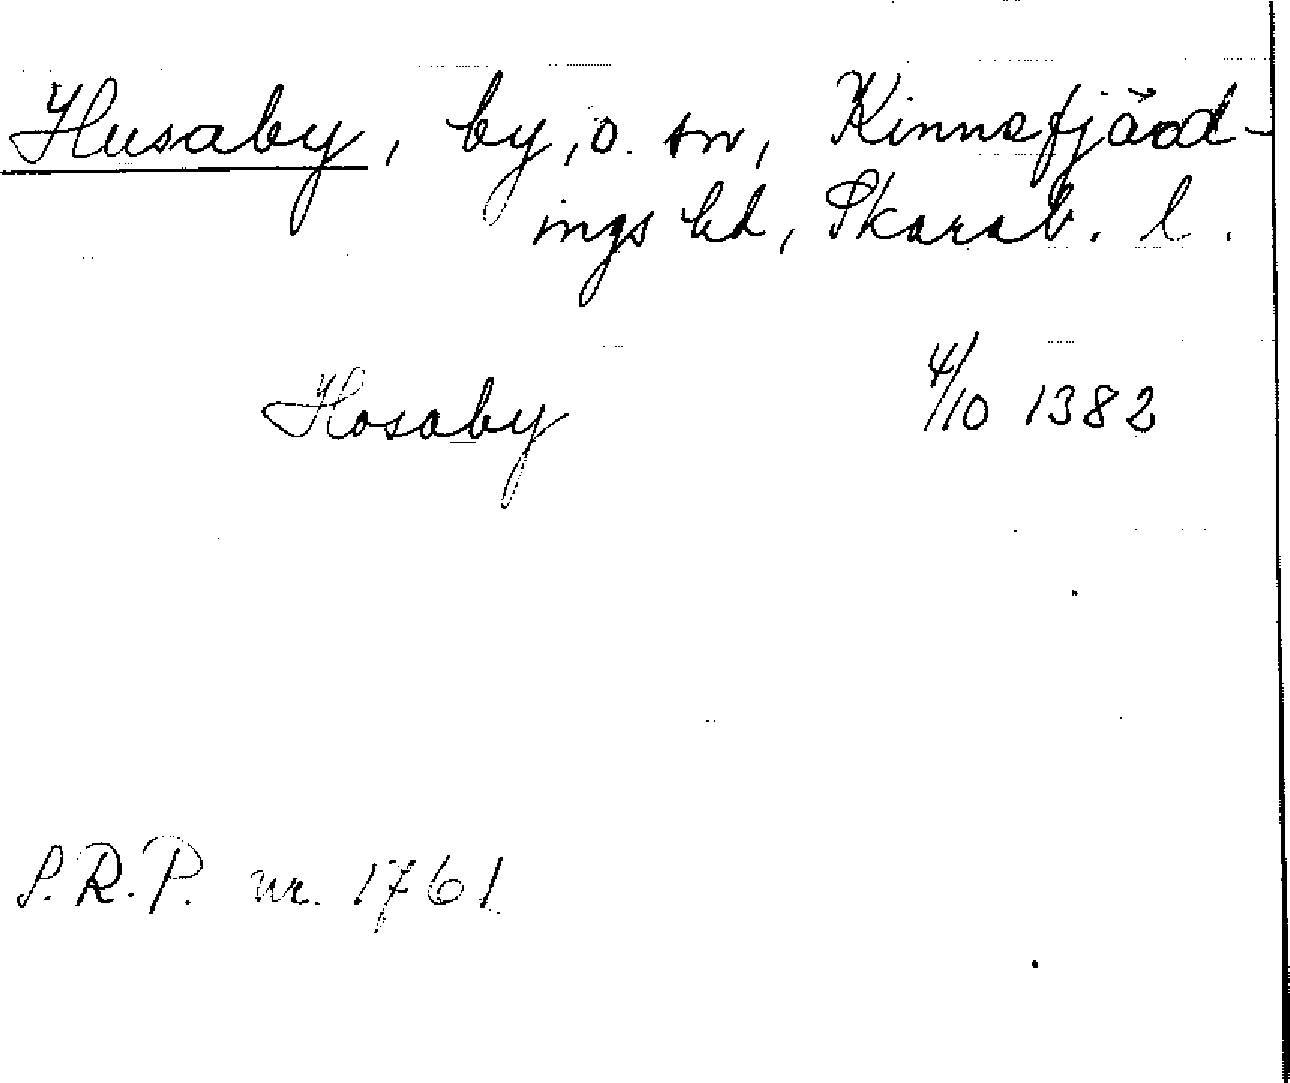 Husaby, by, o. sn, Kinnefjärd-
ings hd, Skarab. l.
Hosaby 4/10 1382
S.R.P. nr. 1761